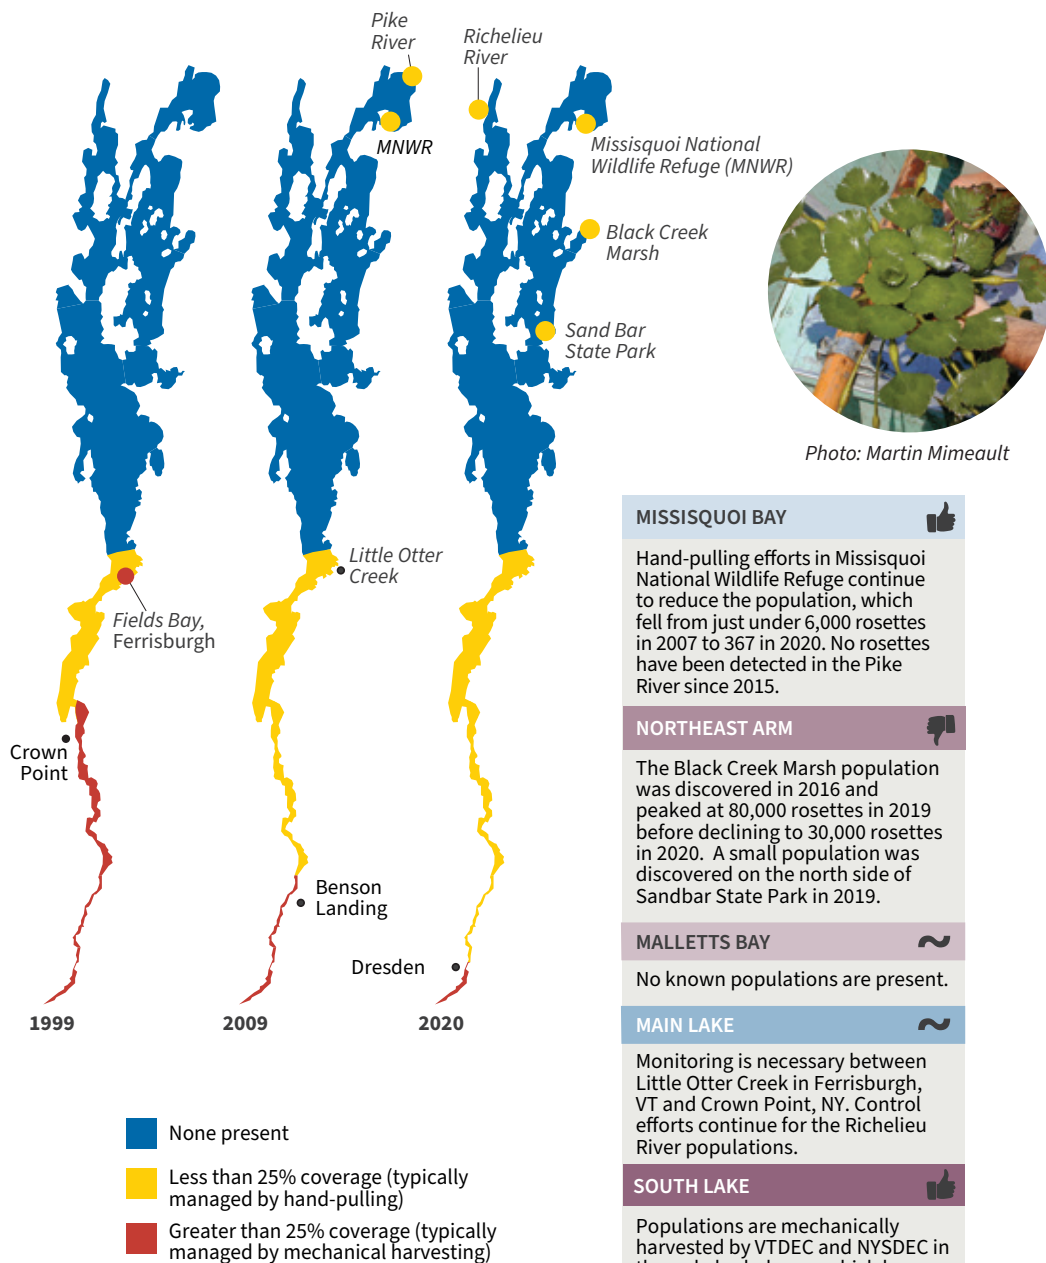 Pike
River
Richelieu
River
MNWR
Missisquoi National
Wildlife Refuge (MNWR)
Black Creek
Marsh
Sand Bar
State Park
Photo: Martin Mimeault
Little Otter
Creek
Fields Bay,
Ferrisburgh
Crown
Point
Benson
Landing
Dresden
1999
2009
2020
None present
Less than 25% coverage (typically
managed by hand-pulling)
Greater than 25% coverage (typically
managed by mechanical harvesting)
MISSISQUOI BAY
Hand-pulling efforts in Missisquoi
National Wildlife Refuge continue
to reduce the population, which
fell from just under 6,000 rosettes
in 2007 to 367 in 2020. No rosettes
have been detected in the Pike
River since 2015.
NORTHEAST ARM
The Black Creek Marsh population
was discovered in 2016 and
peaked at 80,000 rosettes in 2019
before declining to 30,000 rosettes
in 2020. A small population was
discovered on the north side of
Sandbar State Park in 2019.
MALLETTS BAY
No known populations are present.
MAIN LAKE
Monitoring is necessary between
Little Otter Creek in Ferrisburgh,
VT and Crown Point, NY. Control
efforts continue for the Richelieu
River populations.
SOUTH LAKE
Populations are mechanically
harvested by VTDEC and NYSDEC in